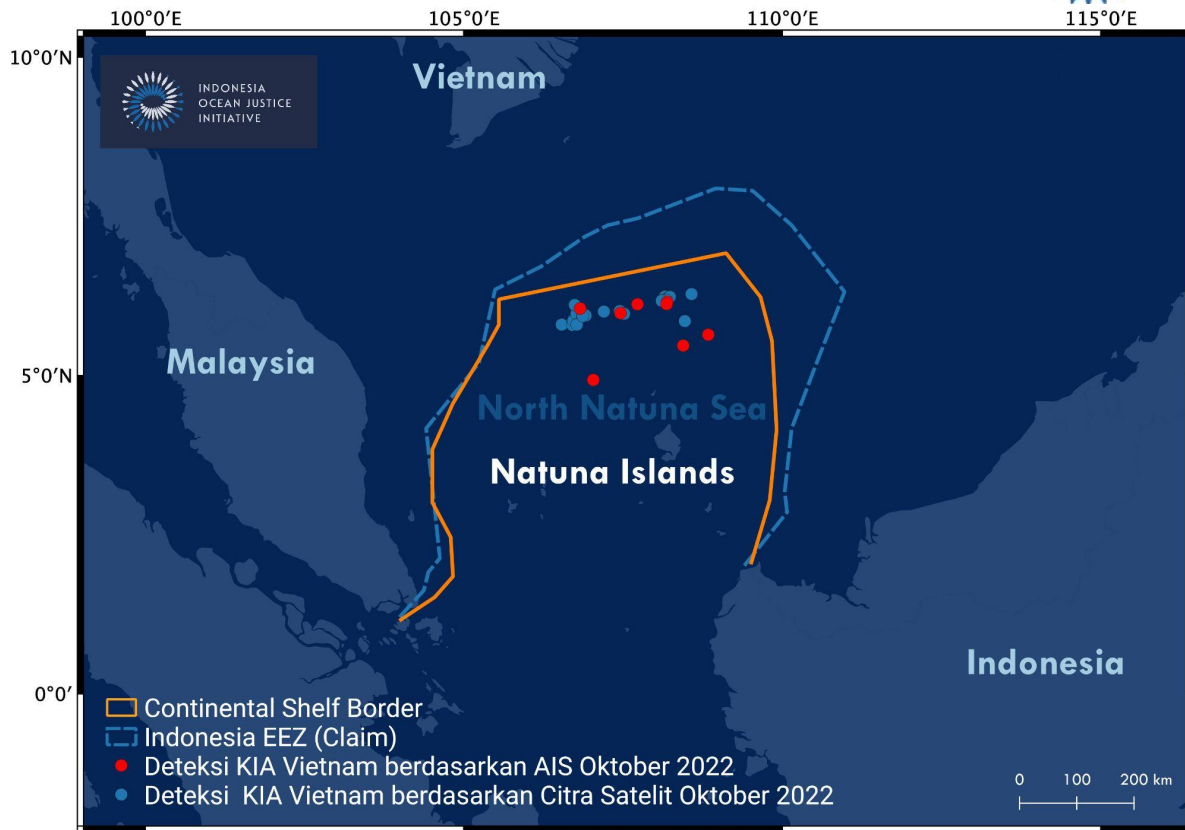 100°0′E
105°0′E
110°0′E
115°0′E
10°0′N
INDONESIA
OCEAN JUSTICE
INITIATIVE
Vietnam
5°0′N
Malaysia
North Natuna Sea
Natuna Islands
Indonesia
0°0′
Continental Shelf Border
Indonesia EEZ (Claim)
Deteksi KIA Vietnam berdasarkan AIS Oktober 2022
Deteksi KIA Vietnam berdasarkan Citra Satelit Oktober 2022
0 100 200 km